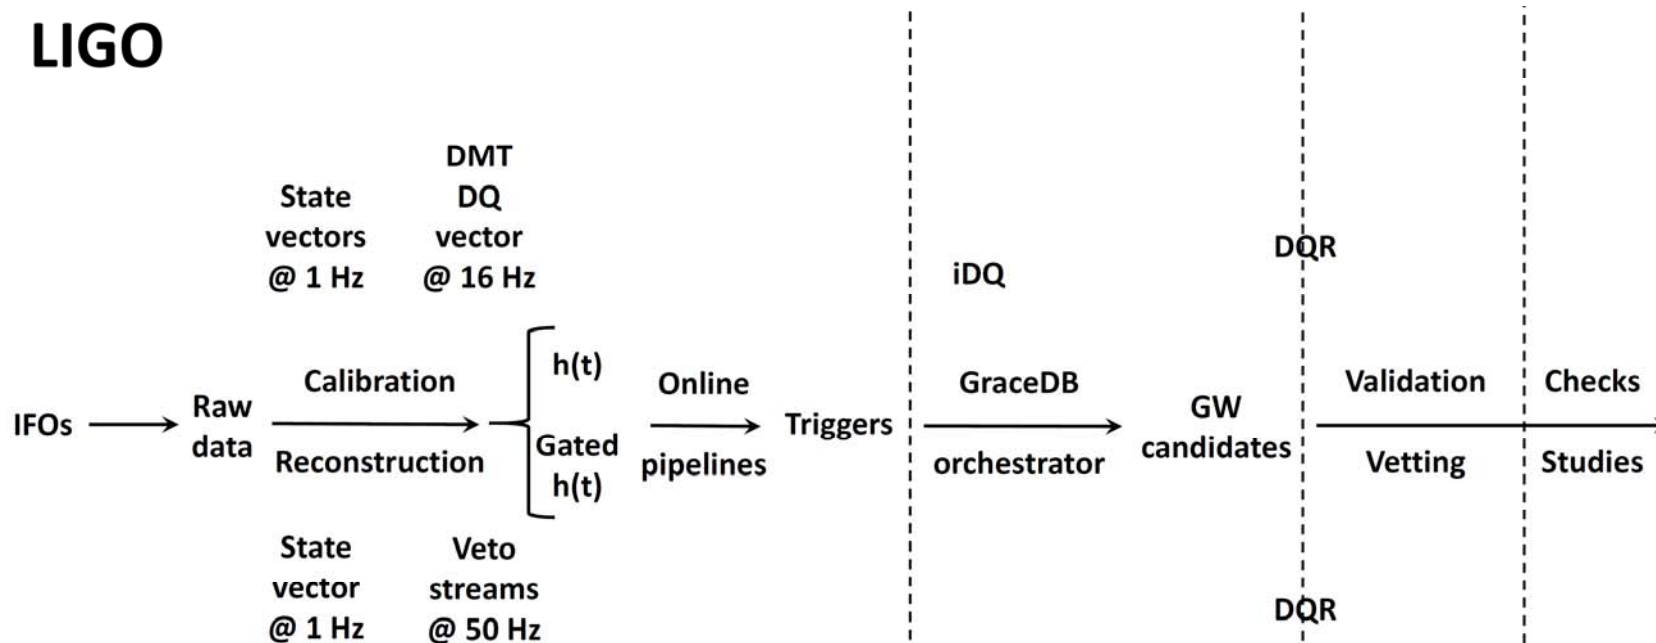 LIGO
State
vectors
@ 1 Hz
DMT
DQ
vector
@ 16 Hz
iDQ
DQR
IFOs
Raw
data
Calibration
Reconstruction
h(t)
Gated
h(t)
Online
pipelines
Triggers
GraceDB
orchestrator
GW
candidates
Validation
Vetting
Checks
Studies
State
vector
@ 1 Hz
Veto
streams
@ 50 Hz
DQR